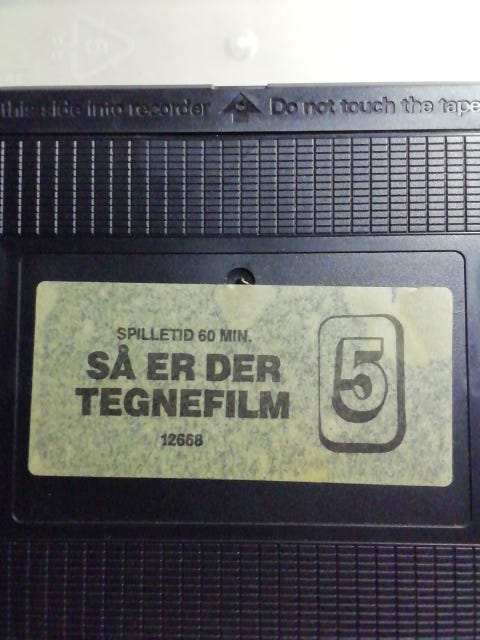 this side into recorder Do not touch the tape
SPILLETID 60 MIN.
SÅ ER DER
TEGNEFILM
12668
5